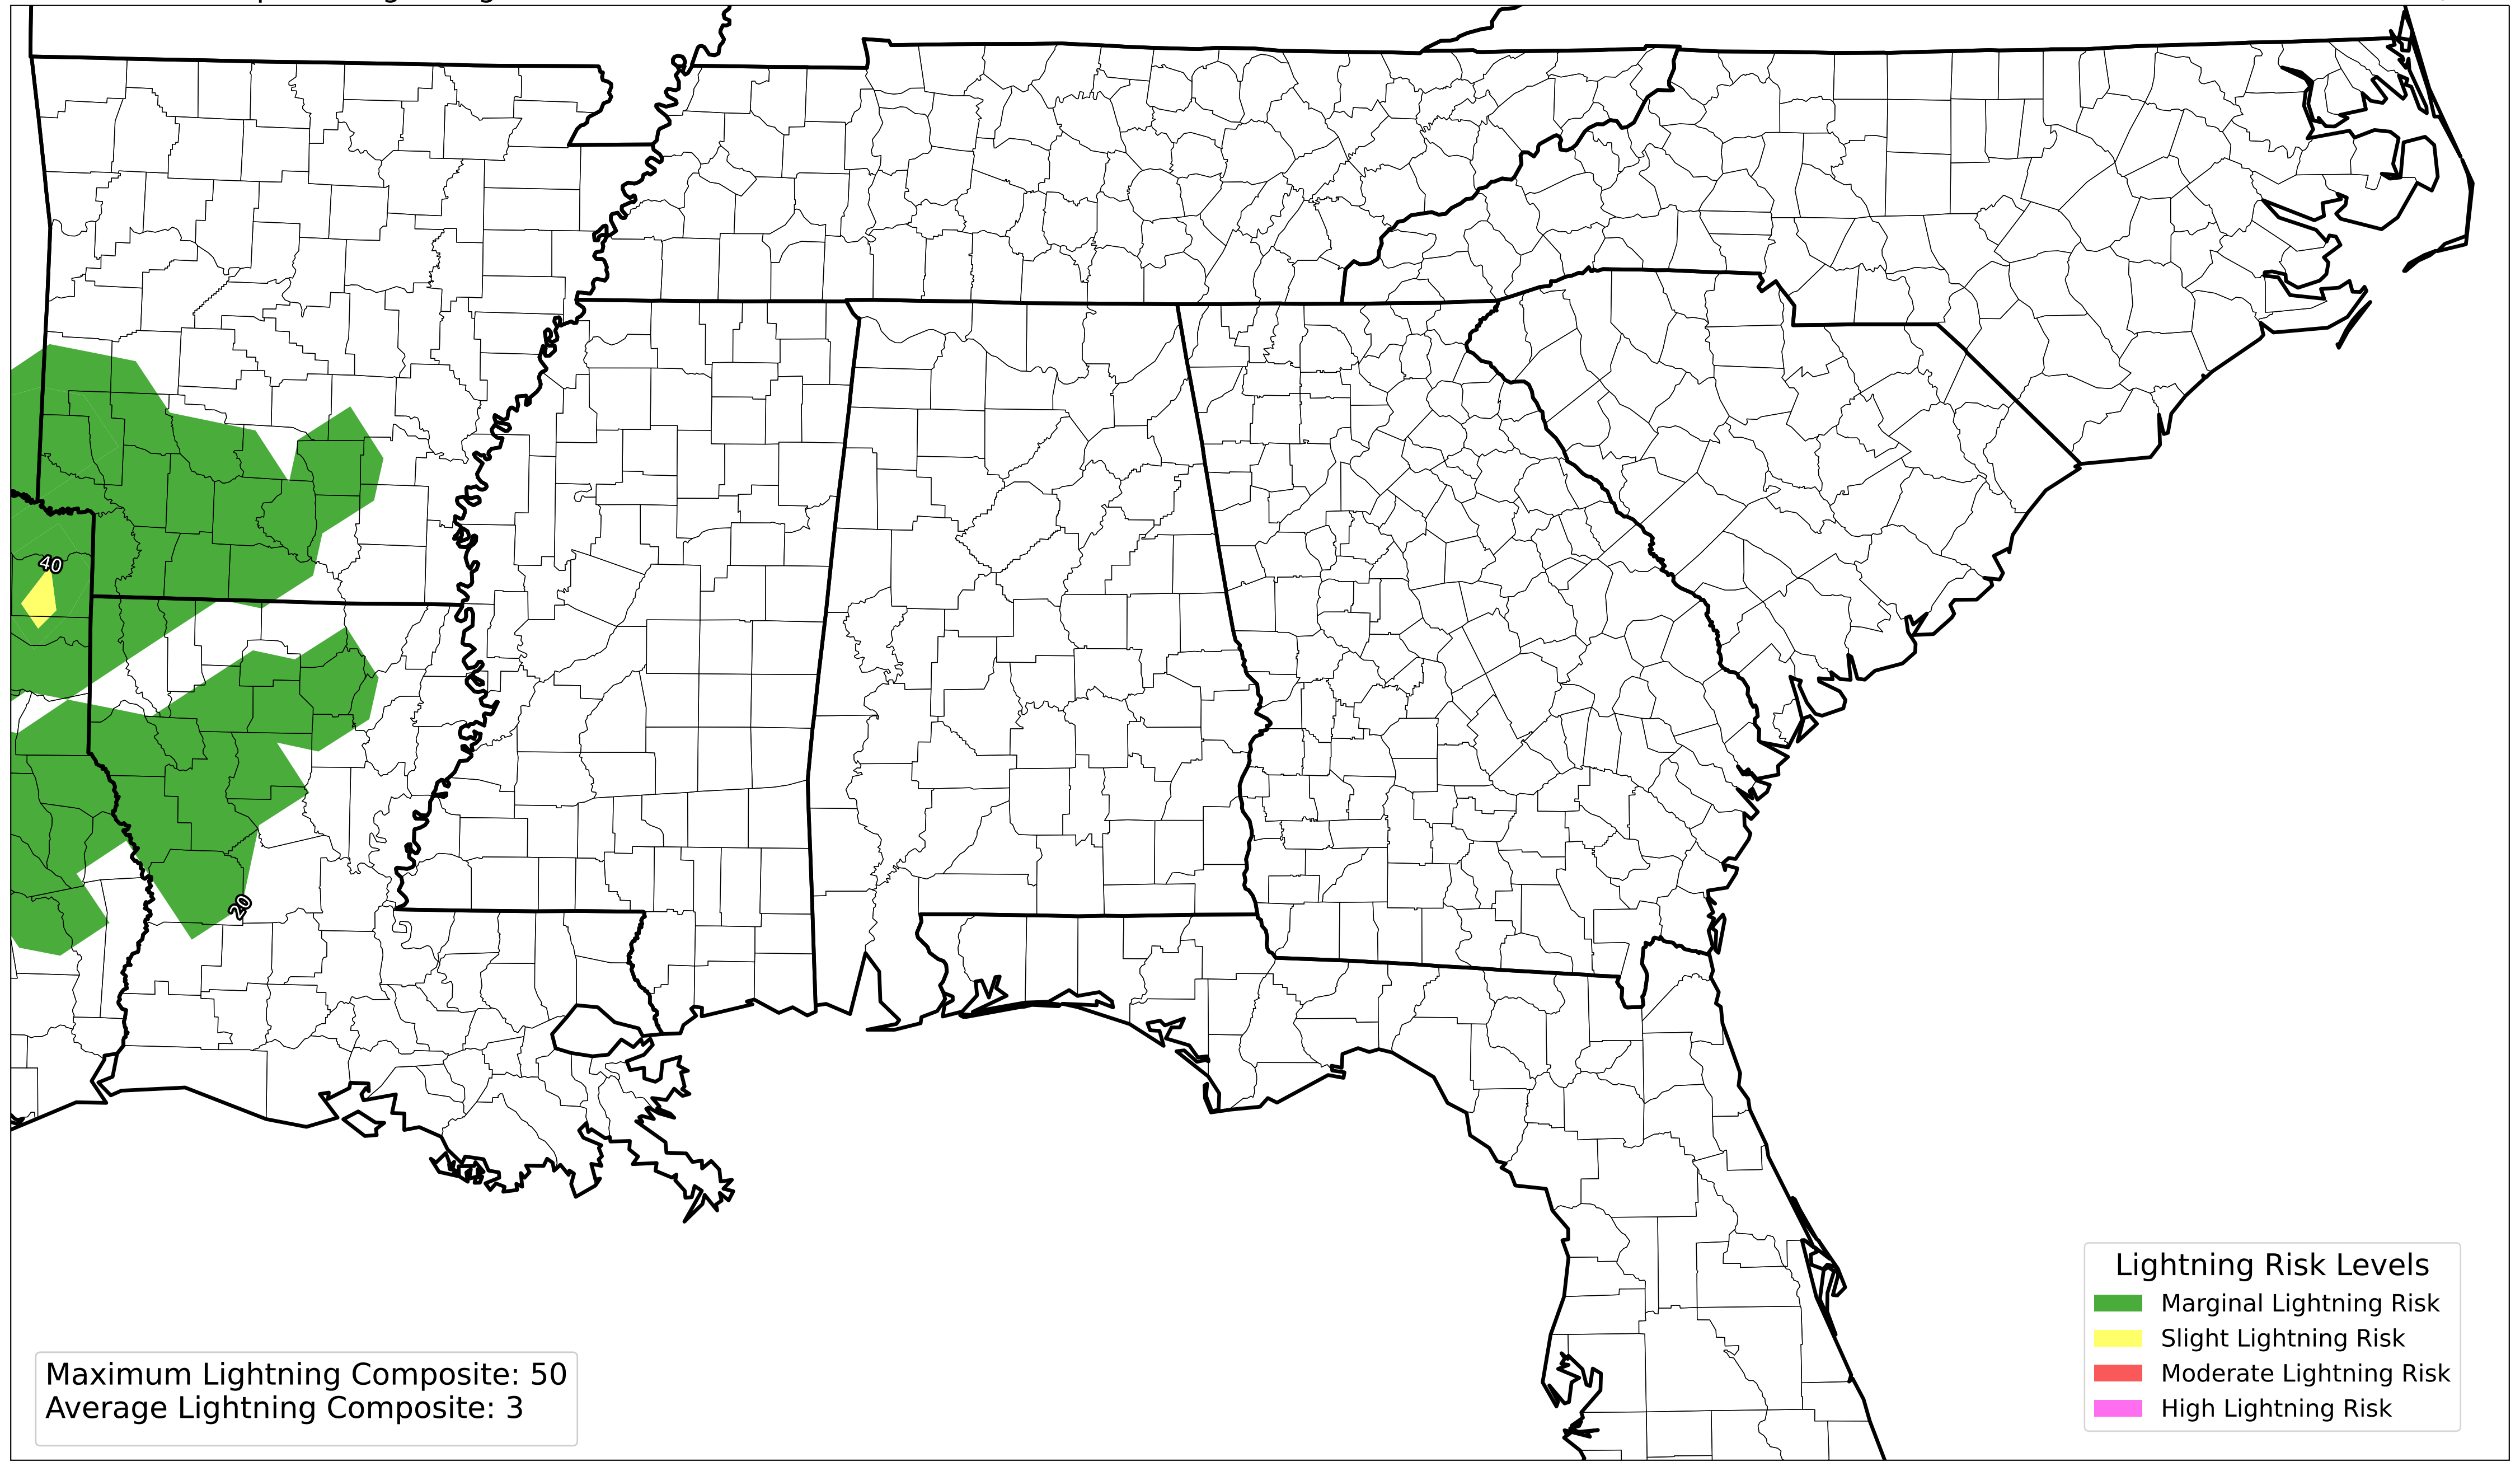 40
20
Lightning Risk Levels
Marginal Lightning Risk
Slight Lightning Risk
Moderate Lightning Risk
High Lightning Risk
Maximum Lightning Composite: 50
Average Lightning Composite: 3